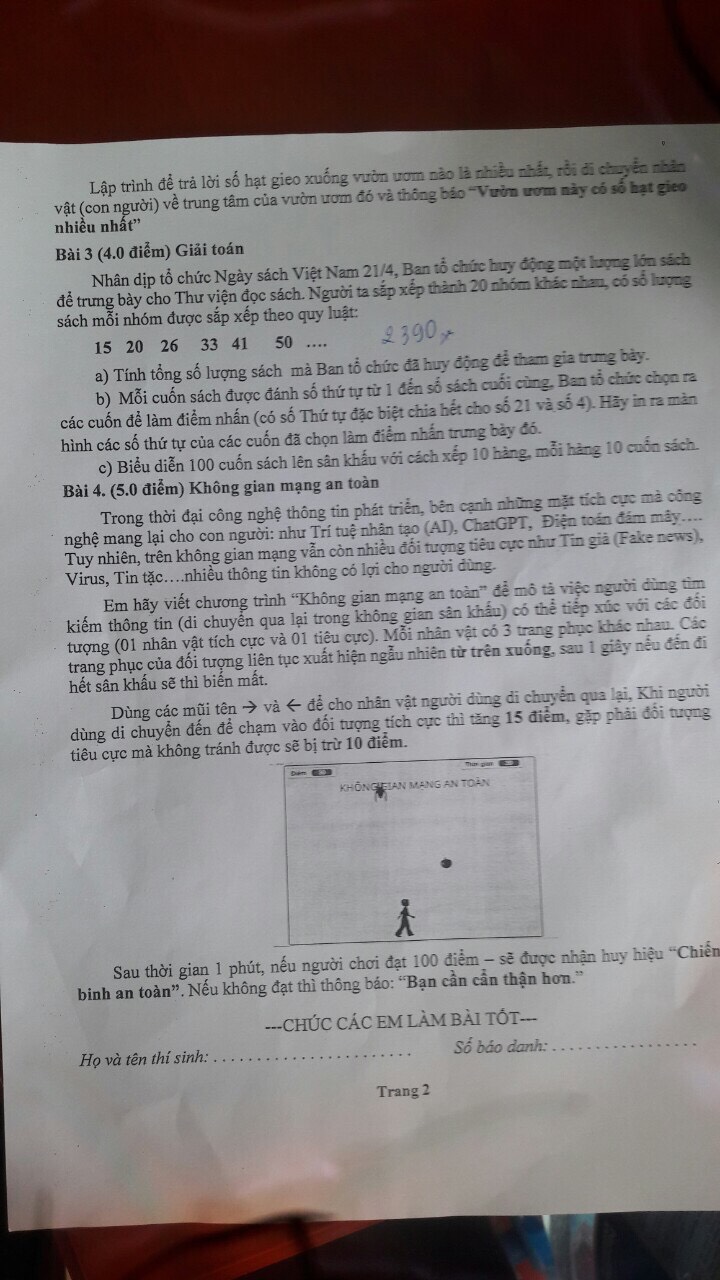 Lập trình để trả lời số hạt gieo xuống vườn ươm nào là nhiều nhất, rồi di chuyển nhân
vật (con người) về trung tâm của vườn ươm đó và thông báo “Vườn ươm này có số hạt gieo
nhiều nhất”
Bài 3 (4.0 điểm) Giải toán
Nhân dịp tổ chức Ngày sách Việt Nam 21/4, Ban tổ chức huy động một lượng lớn sách
để trưng bày cho Thư viện đọc sách. Người ta sắp xếp thành 20 nhóm khác nhau, có số lượng
sách mỗi nhóm được sắp xếp theo quy luật:
15 20 26 33 41 50 ....
2390
a) Tính tổng số lượng sách mà Ban tổ chức đã huy động để tham gia trưng bày.
b) Mỗi cuốn sách được đánh số thứ tự từ 1 đến số sách cuối cùng, Ban tổ chức chọn ra
các cuốn để làm điểm nhấn (có số Thứ tự đặc biệt chia hết cho số 21 và số 4). Hãy in ra màn
hình các số thứ tự của các cuốn đã chọn làm điểm nhấn trưng bày đó.
c) Biểu diễn 100 cuốn sách lên sân khấu với cách xếp 10 hàng, mỗi hàng 10 cuốn sách.
Bài 4. (5.0 điểm) Không gian mạng an toàn
Trong thời đại công nghệ thông tin phát triển, bên cạnh những mặt tích cực mà công
nghệ mang lại cho con người: như Trí tuệ nhân tạo (AI), ChatGPT, Điện toán đám mây....
Tuy nhiên, trên không gian mạng vẫn còn nhiều đối tượng tiêu cực như Tin giả (Fake news),
Virus, Tin tặc....nhiều thông tin không có lợi cho người dùng.
Em hãy viết chương trình “Không gian mạng an toàn” để mô tả việc người dùng tìm
kiếm thông tin (di chuyển qua lại trong không gian sân khấu) có thể tiếp xúc với các đối
tượng (01 nhân vật tích cực và 01 tiêu cực). Mỗi nhân vật có 3 trang phục khác nhau. Các
trang phục của đối tượng liên tục xuất hiện ngẫu nhiên từ trên xuống, sau 1 giây nếu đến đi
hết sân khấu sẽ thì biến mất.
Dùng các mũi tên → và ← để cho nhân vật người dùng di chuyển qua lại, Khi người
dùng di chuyển đến để chạm vào đối tượng tích cực thì tăng 15 điểm, gặp phải đối tượng
tiêu cực mà không tránh được sẽ bị trừ 10 điểm.
Điểm
Thời gian
KHÔNG GIAN MẠNG AN TOÀN
Sau thời gian 1 phút, nếu người chơi đạt 100 điểm – sẽ được nhận huy hiệu “Chiến
binh an toàn”. Nếu không đạt thì thông báo: “Bạn cần cẩn thận hơn.”
---CHÚC CÁC EM LÀM BÀI TỐT---
Họ và tên thí sinh: . . . . . . . . . . . . . . . . . . . . . . . . Số báo danh: . . . . . . . . . . . . . . . . .
Trang 2